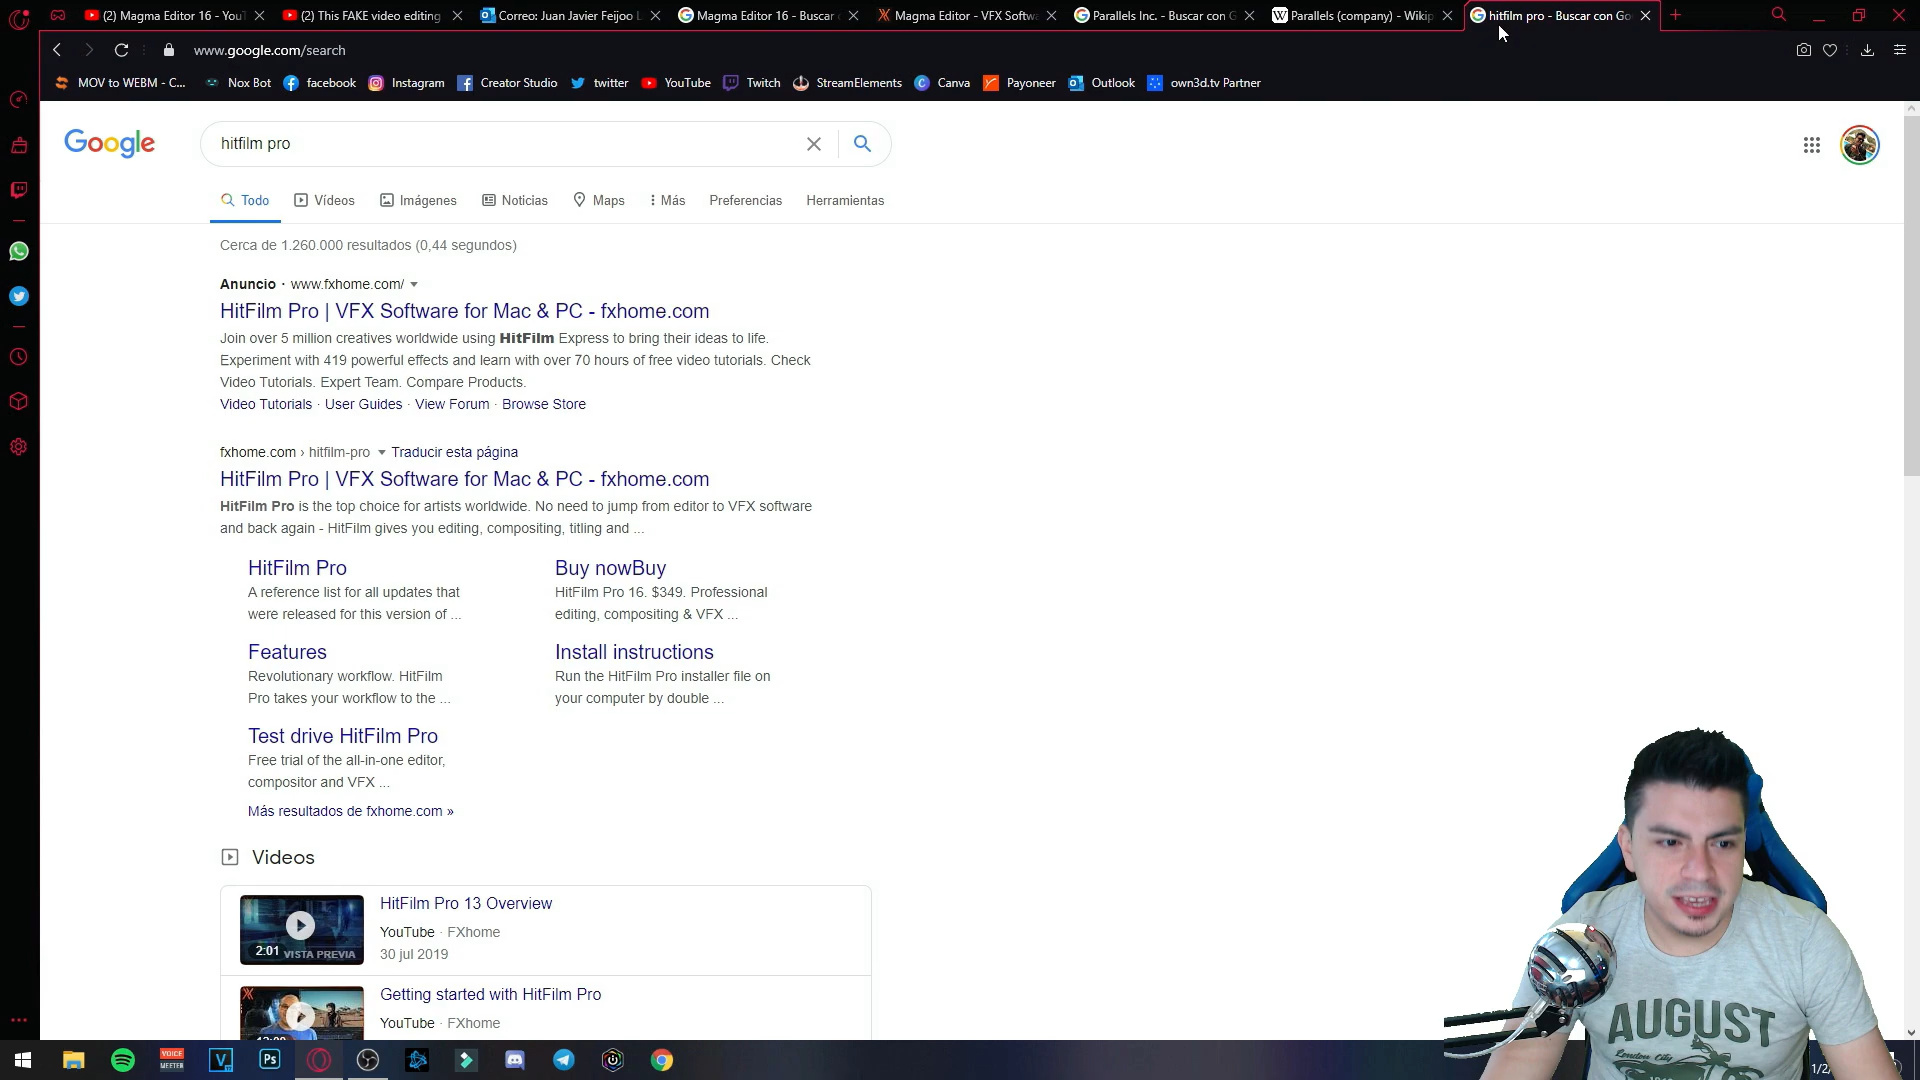 (2) Magma Editor 16 - You
(2) This FAKE video editing
Correo: Juan Javier Feijoo L
Magma Editor 16 - Buscar
Magma Editor - VFX Softw
Parallels Inc. - Buscar con G
Parallels (company) - Wikip
hitfilm pro - Buscar con Go
www.google.com/search
MOV to WEBM - C...
Nox Bot
facebook
Instagram
Creator Studio
twitter
YouTube
Twitch
StreamElements
Canva
Payoneer
Outlook
own3d.tv Partner
Google
hitfilm pro
Todo
Vídeos
Imágenes
Noticias
Maps
Más
Preferencias
Herramientas
Cerca de 1.260.000 resultados (0,44 segundos)
Anuncio · www.fxhome.com/
HitFilm Pro | VFX Software for Mac & PC - fxhome.com
Join over 5 million creatives worldwide using HitFilm Express to bring their ideas to life.
Experiment with 419 powerful effects and learn with over 70 hours of free video tutorials. Check
Video Tutorials. Expert Team. Compare Products.
Video Tutorials · User Guides · View Forum · Browse Store
fxhome.com › hitfilm-pro
Traducir esta página
HitFilm Pro | VFX Software for Mac & PC - fxhome.com
HitFilm Pro is the top choice for artists worldwide. No need to jump from editor to VFX software
and back again - HitFilm gives you editing, compositing, titling and ...
HitFilm Pro
A reference list for all updates that
were released for this version of ...
Buy nowBuy
HitFilm Pro 16. $349. Professional
editing, compositing & VFX ...
Features
Revolutionary workflow. HitFilm
Pro takes your workflow to the ...
Install instructions
Run the HitFilm Pro installer file on
your computer by double ...
Test drive HitFilm Pro
Free trial of the all-in-one editor,
compositor and VFX ...
Más resultados de fxhome.com »
Videos
HitFilm Pro 13 Overview
YouTube · FXhome
30 jul 2019
2:01 VISTA PREVIA
Getting started with HitFilm Pro
YouTube · FXhome
AUGUST
London City
VOICE
MEETER
V
Ps
1/2/